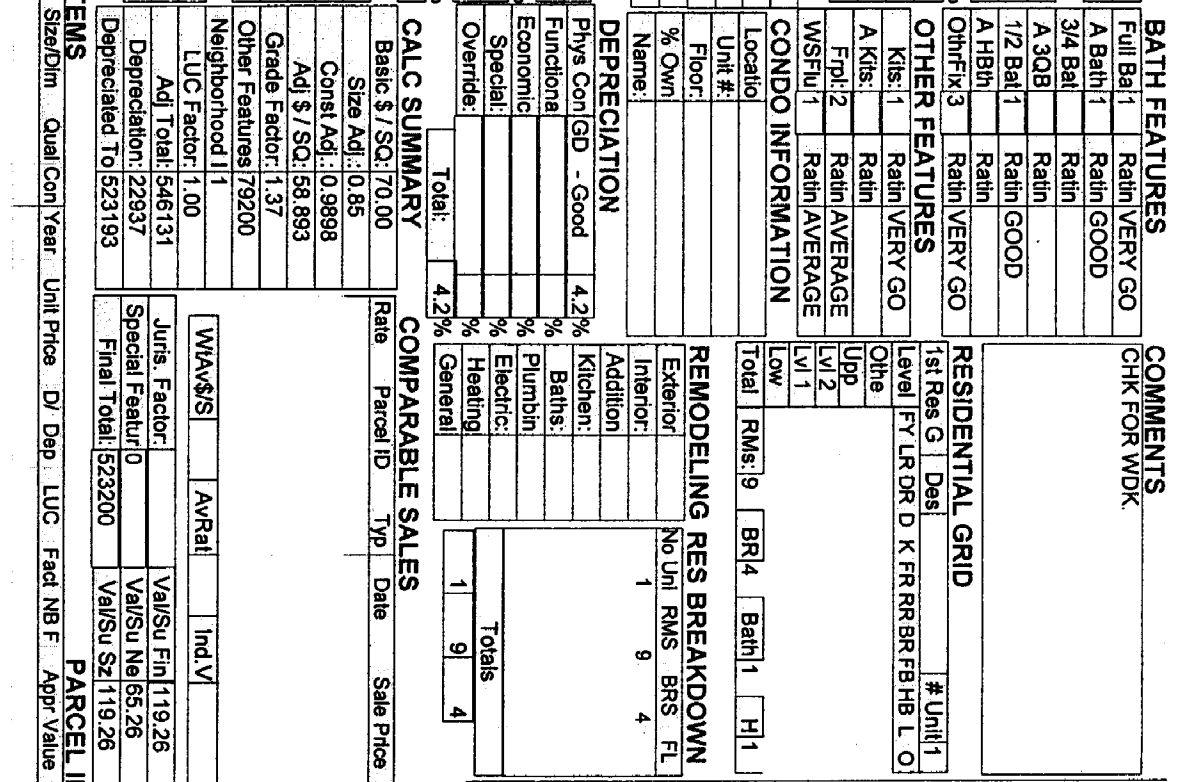 BATH FEATURES
Full Ba 1 Ratin VERY GO
A Bath 1 Ratin GOOD
3/4 Bat Ratin
A 3QB Ratin
1/2 Bat 1 Ratin GOOD
A HBth Ratin
OthrFix 3 Ratin VERY GO
OTHER FEATURES
Kits: 1 Ratin VERY GO
A Kits: Ratin
Frpl: 2 Ratin AVERAGE
WSFlu 1 Ratin AVERAGE
CONDO INFORMATION
Locatio
Unit #:
Floor:
% Own
Name:
DEPRECIATION
Phys Con GD - Good 4.2 %
Functiona %
Economic %
Special: %
Override: %
Total: 4.2 %
CALC SUMMARY
Basic $ / SQ: 70.00
Size Adj.: 0.85
Const Adj.: 0.9898
Adj $ / SQ: 58.893
Grade Factor: 1.37
Other Features 79200
Neighborhood I 1
LUC Factor: 1.00
Adj Total: 546131
Depreciation: 22937
Depreciated To 523193
COMMENTS
CHK FOR WDK.
RESIDENTIAL GRID
1st Res G Des # Unit 1
Level FY LR DR D K FR RR BR FB HB L O
Othe
Upp
Lvl 2
Lvl 1
Low
Total RMs: 9 BR 4 Bath 1 H 1
REMODELING
Exterior
Interior:
Addition
Kitchen:
Baths:
Plumbin
Electric:
Heating:
General
RES BREAKDOWN
No Uni RMS BRS FL
1 9 4
Totals
1 9 4
COMPARABLE SALES
Rate Parcel ID Typ Date Sale Price
WtAv$/S AvRat Ind.V
Juris. Factor: Val/Su Fin 119.26
Special Featur 0 Val/Su Ne 65.26
Final Total: 523200 Val/Su Sz 119.26
TEMS
PARCEL I
Size/Dim Qual Con Year Unit Price D/ Dep LUC Fact NB F Appr Value